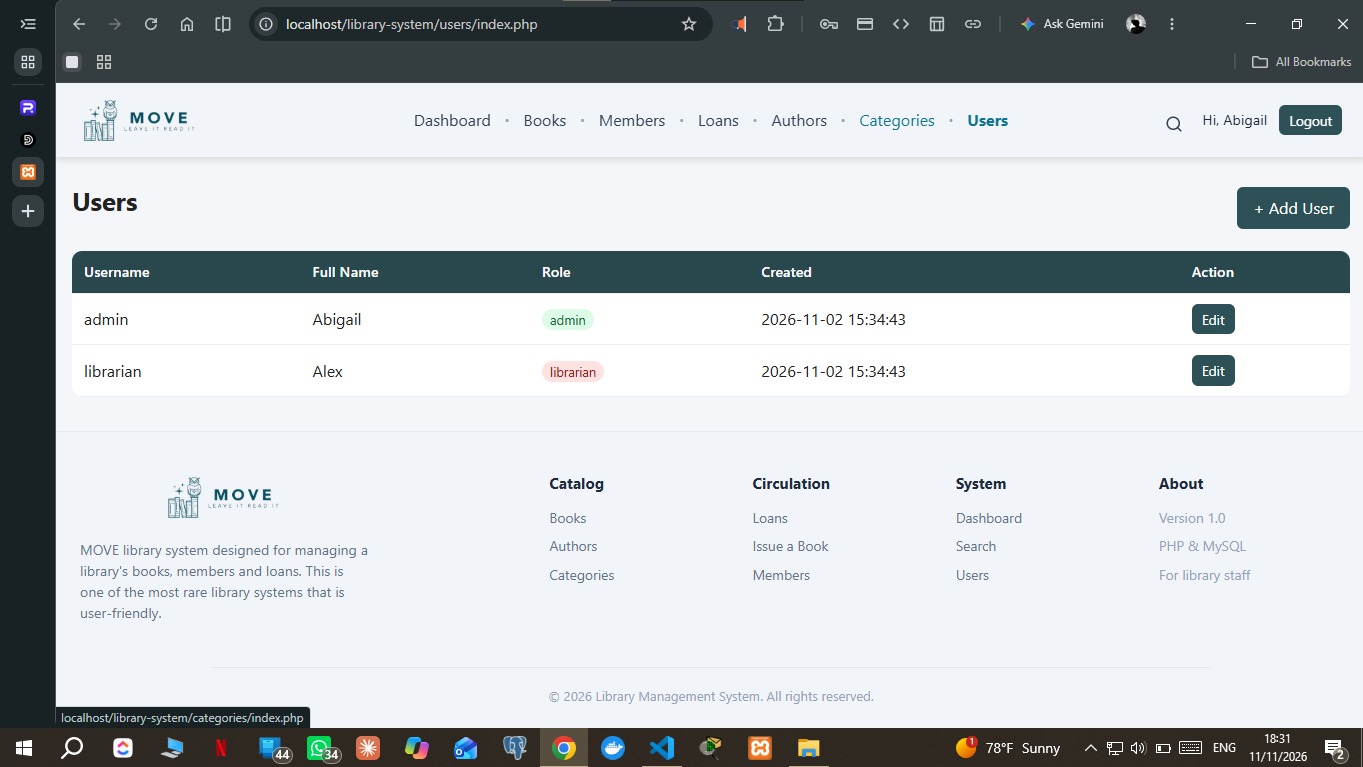 localhost/library-system/users/index.php
Ask Gemini
All Bookmarks
MOVE
LEAVE IT READ IT
Dashboard • Books • Members • Loans • Authors • Categories • Users
Hi, Abigail
Logout
Users
+ Add User
Username Full Name Role Created Action
admin Abigail admin 2026-11-02 15:34:43 Edit
librarian Alex librarian 2026-11-02 15:34:43 Edit
MOVE
LEAVE IT READ IT
MOVE library system designed for managing a
library's books, members and loans. This is
one of the most rare library systems that is
user-friendly.
Catalog
Books
Authors
Categories
Circulation
Loans
Issue a Book
Members
System
Dashboard
Search
Users
About
Version 1.0
PHP & MySQL
For library staff
© 2026 Library Management System. All rights reserved.
localhost/library-system/categories/index.php
44
34
1
78°F Sunny
ENG
18:31
11/11/2026
2